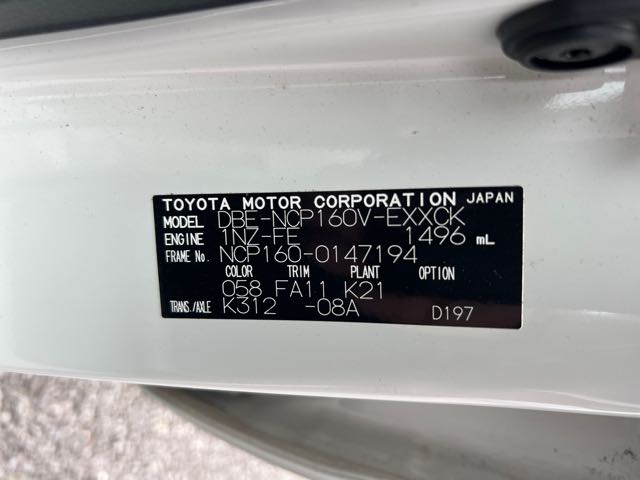 TOYOTA MOTOR CORPORATION JAPAN
MODEL DBE-NCP160V-EXXCK
ENGINE 1NZ-FE 1496 mL
FRAME No. NCP160-0147194
COLOR TRIM PLANT OPTION
058 FA11 K21
TRANS./AXLE K312 -08A D197